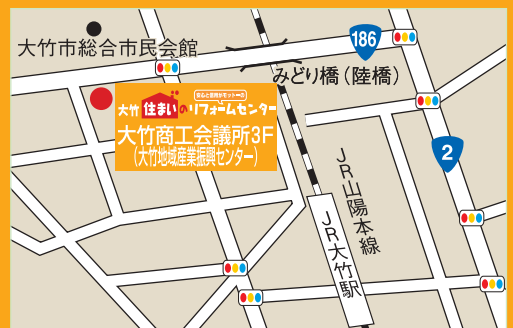 大竹市総合市民会館
186
みどり橋（陸橋）
安心と信頼がモットーの
大竹 住まいのリフォームセンター
大竹商工会議所3F
（大竹地域産業振興センター）
2
JR山陽本線
JR大竹駅